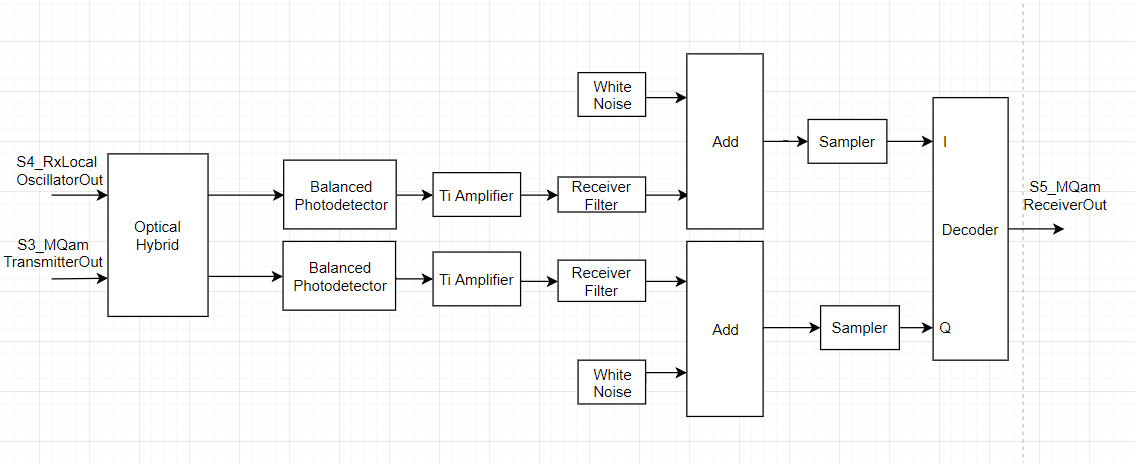 S4_RxLocal
OscillatorOut
S3_MQam
TransmitterOut
Optical
Hybrid
Balanced
Photodetector
Ti Amplifier
Receiver
Filter
White
Noise
Add
Sampler
Balanced
Photodetector
Ti Amplifier
Receiver
Filter
White
Noise
Add
Sampler
I
Q
Decoder
S5_MQam
ReceiverOut